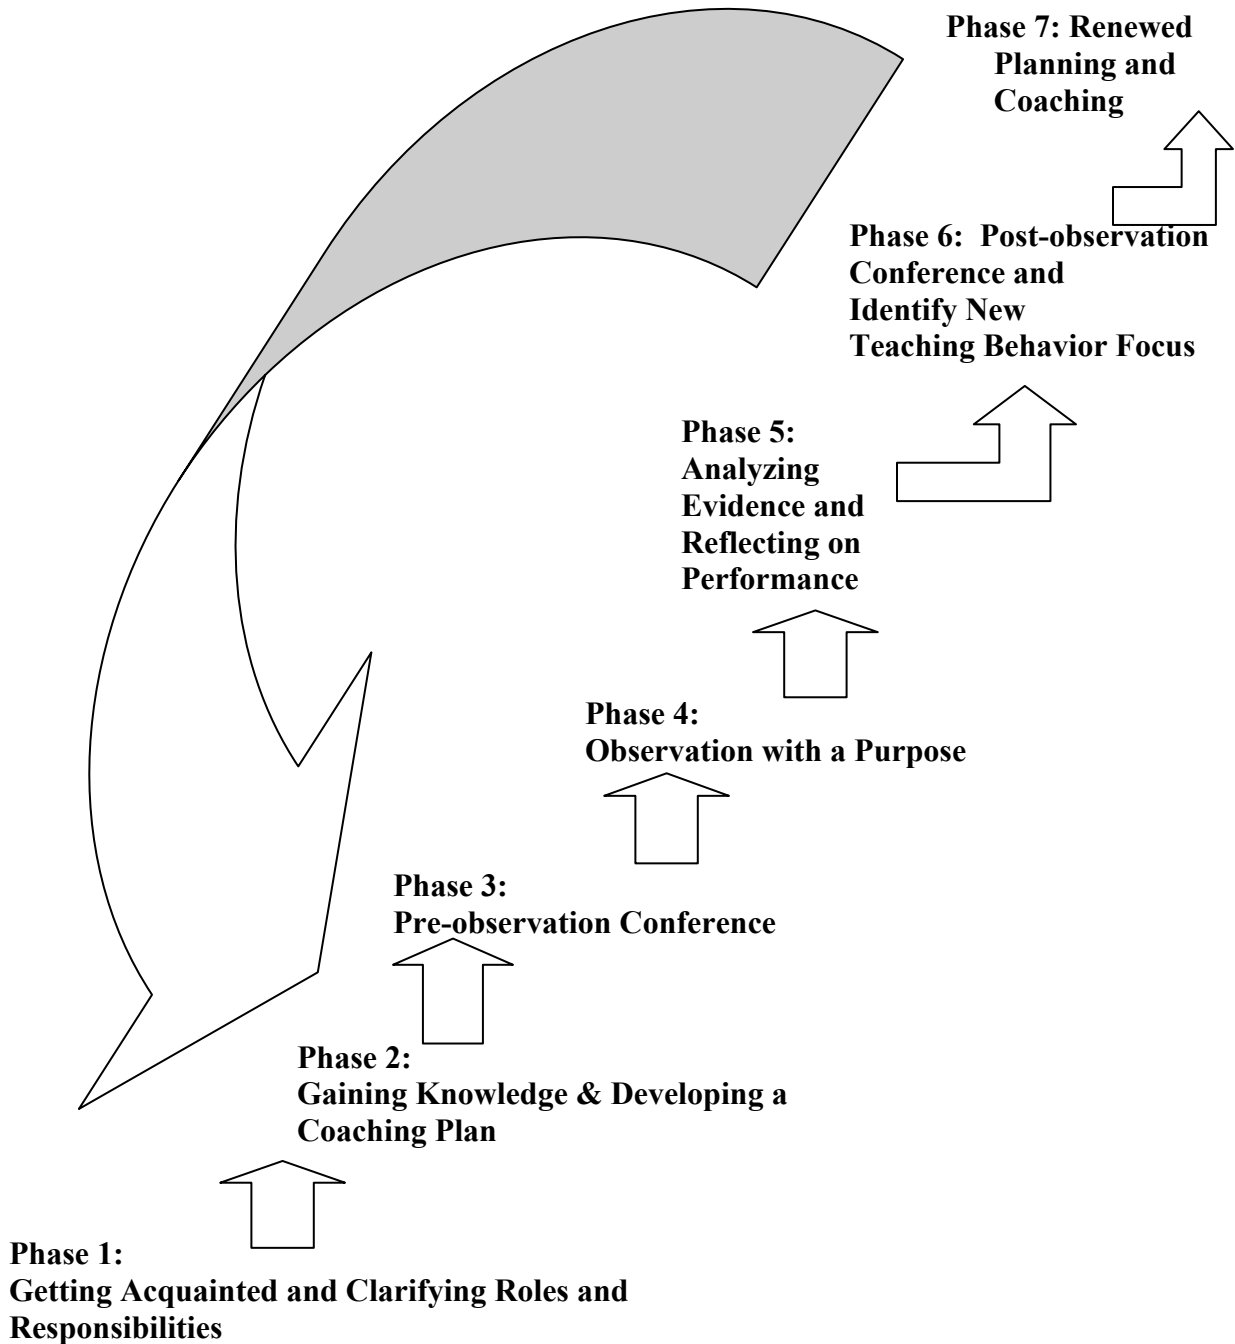 Phase 7: Renewed
Planning and
Coaching
Phase 6:  Post-observation
Conference and
Identify New
Teaching Behavior Focus
Phase 5:
Analyzing
Evidence and
Reflecting on
Performance
Phase 4:
Observation with a Purpose
Phase 3:
Pre-observation Conference
Phase 2:
Gaining Knowledge & Developing a
Coaching Plan
Phase 1:
Getting Acquainted and Clarifying Roles and
Responsibilities